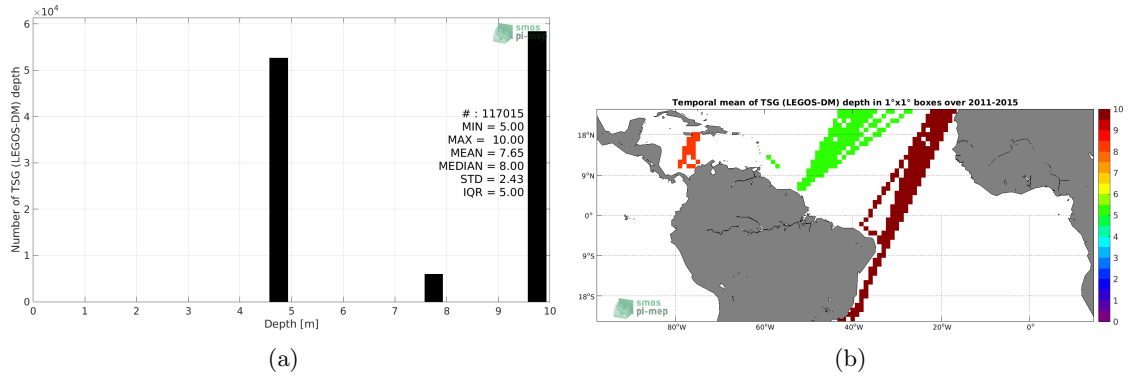 ×10⁴
6
5
4
3
2
1
0
Number of TSG (LEGOS-DM) depth
smos
pi-mep
# : 117015
MIN = 5.00
MAX = 10.00
MEAN = 7.65
MEDIAN = 8.00
STD = 2.43
IQR = 5.00
0 1 2 3 4 5 6 7 8 9 10
Depth [m]
(a)
Temporal mean of TSG (LEGOS-DM) depth in 1°x1° boxes over 2011-2015
18°N
9°N
0°
9°S
18°S
smos
pi-mep
80°W 60°W 40°W 20°W 0°
10
9
8
7
6
5
4
3
2
1
0
(b)